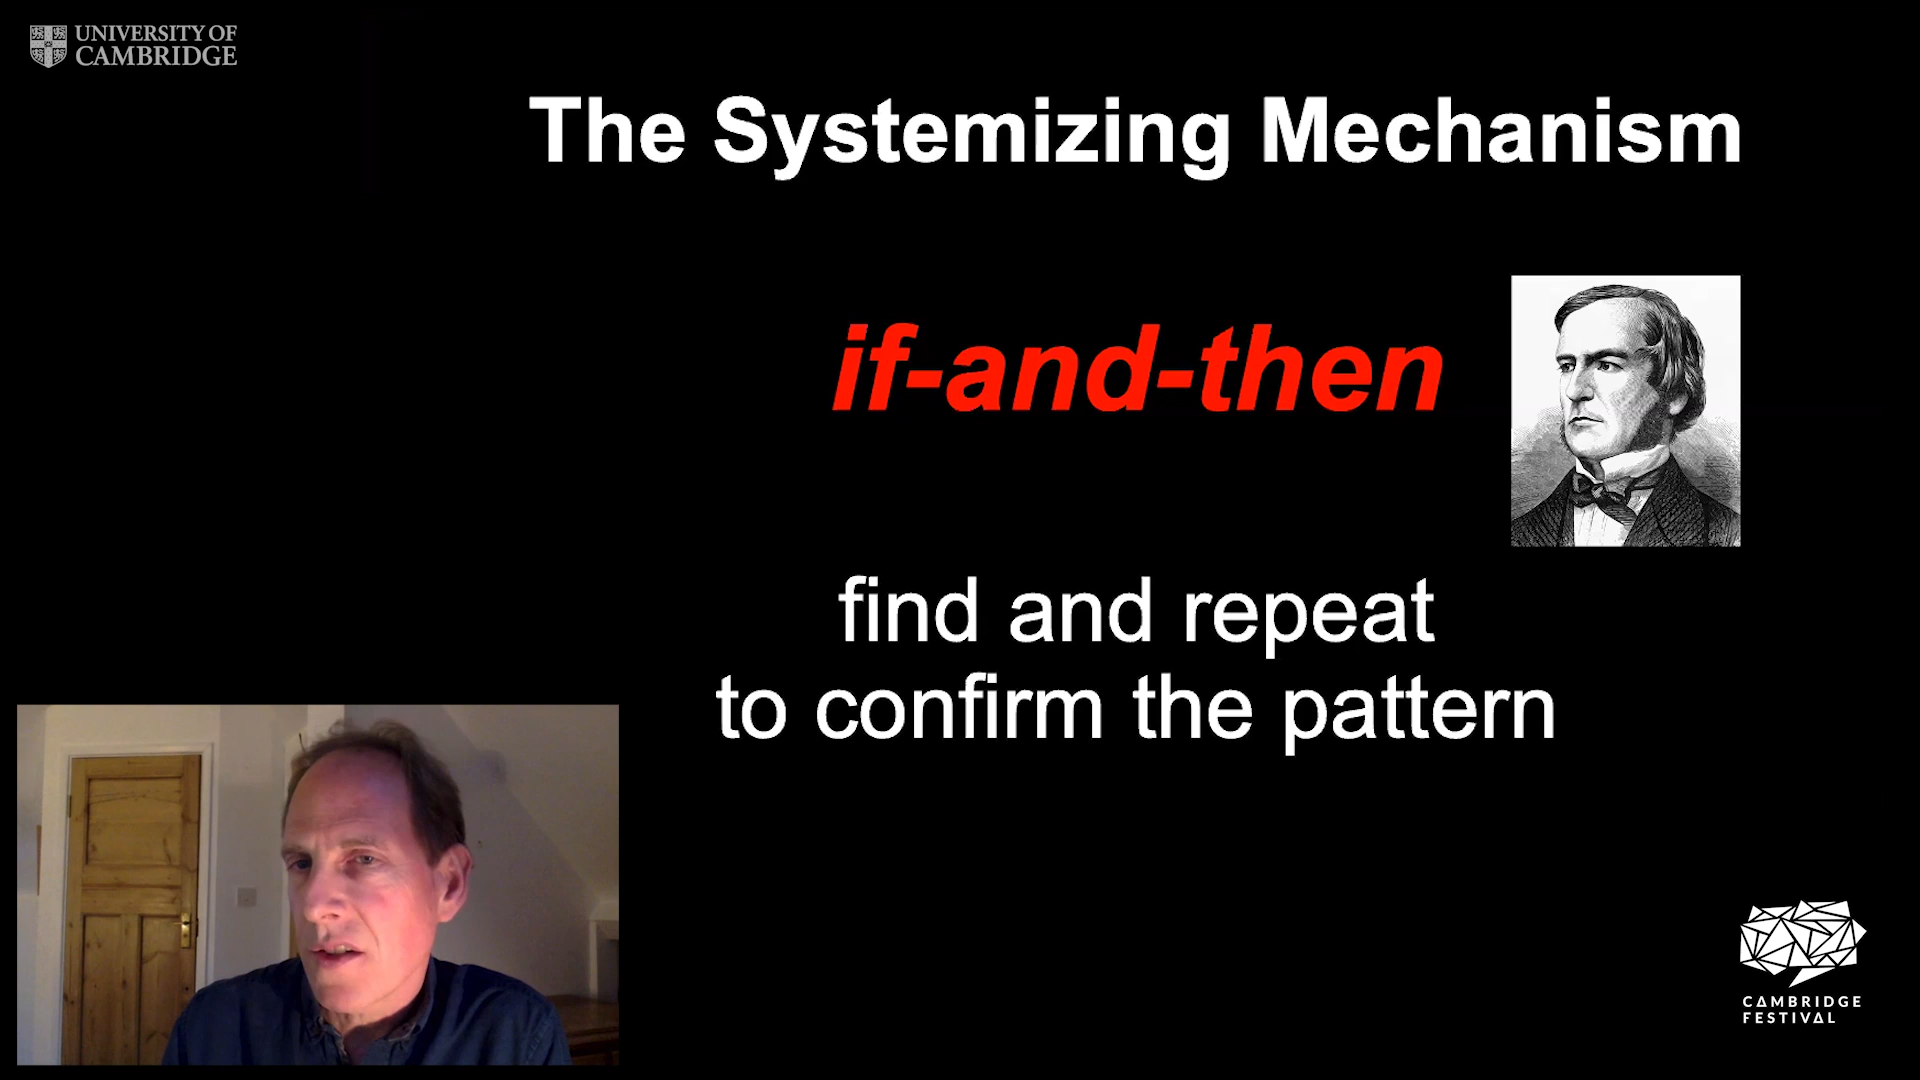 UNIVERSITY OF
CAMBRIDGE
The Systemizing Mechanism
if-and-then
find and repeat
to confirm the pattern
CAMBRIDGE
FESTIVAL